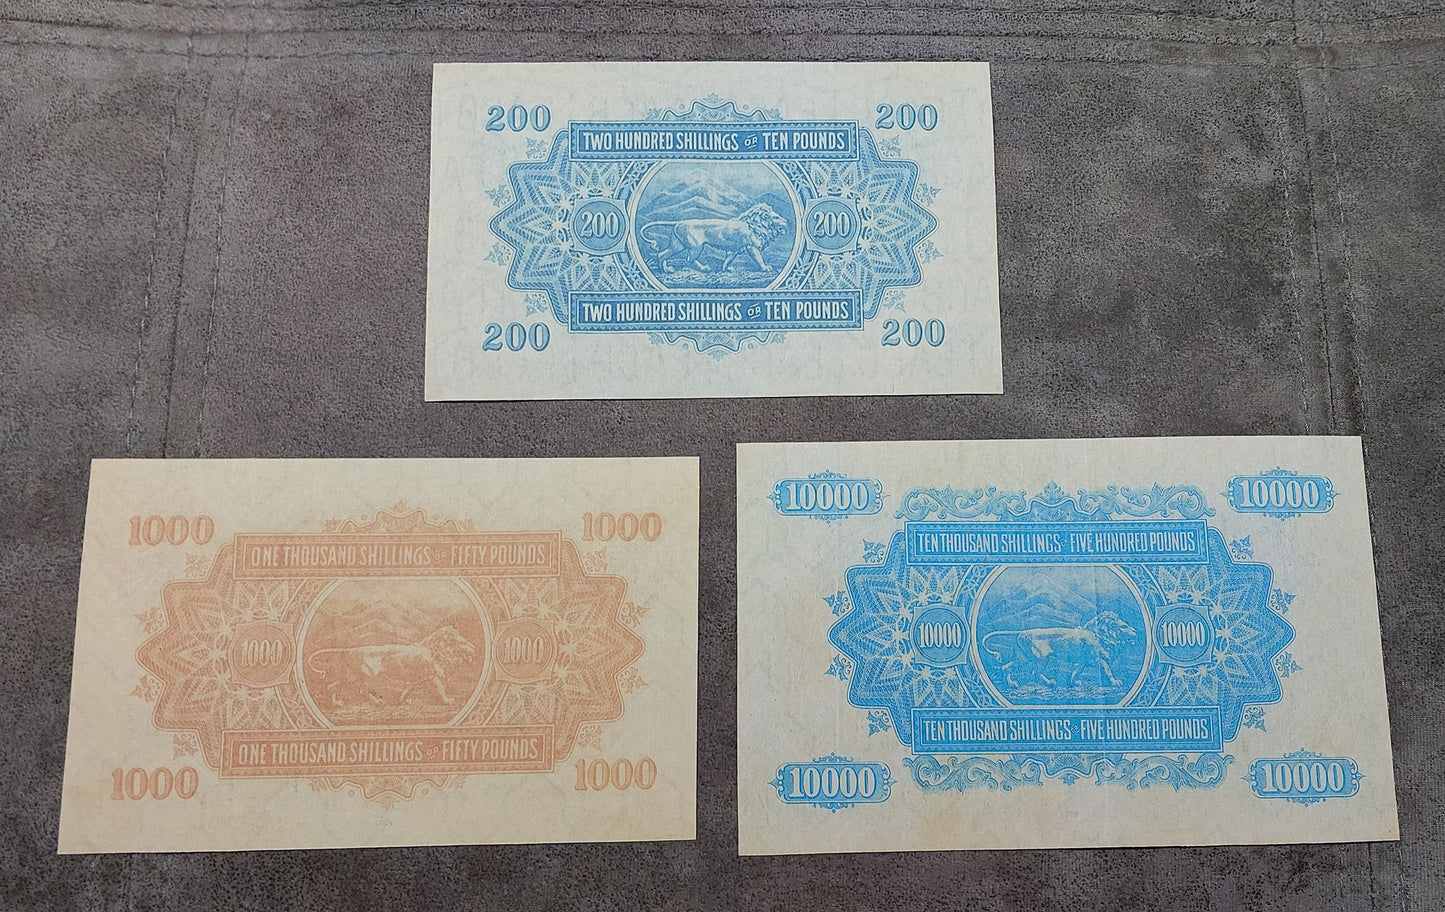 200 200
TWO HUNDRED SHILLINGS OR TEN POUNDS
200 200
TWO HUNDRED SHILLINGS OR TEN POUNDS
200 200
1000 1000
ONE THOUSAND SHILLINGS OR FIFTY POUNDS
1000 1000
ONE THOUSAND SHILLINGS OR FIFTY POUNDS
1000 1000
10000 10000
TEN THOUSAND SHILLINGS OR FIVE HUNDRED POUNDS
10000 10000
TEN THOUSAND SHILLINGS OR FIVE HUNDRED POUNDS
10000 10000